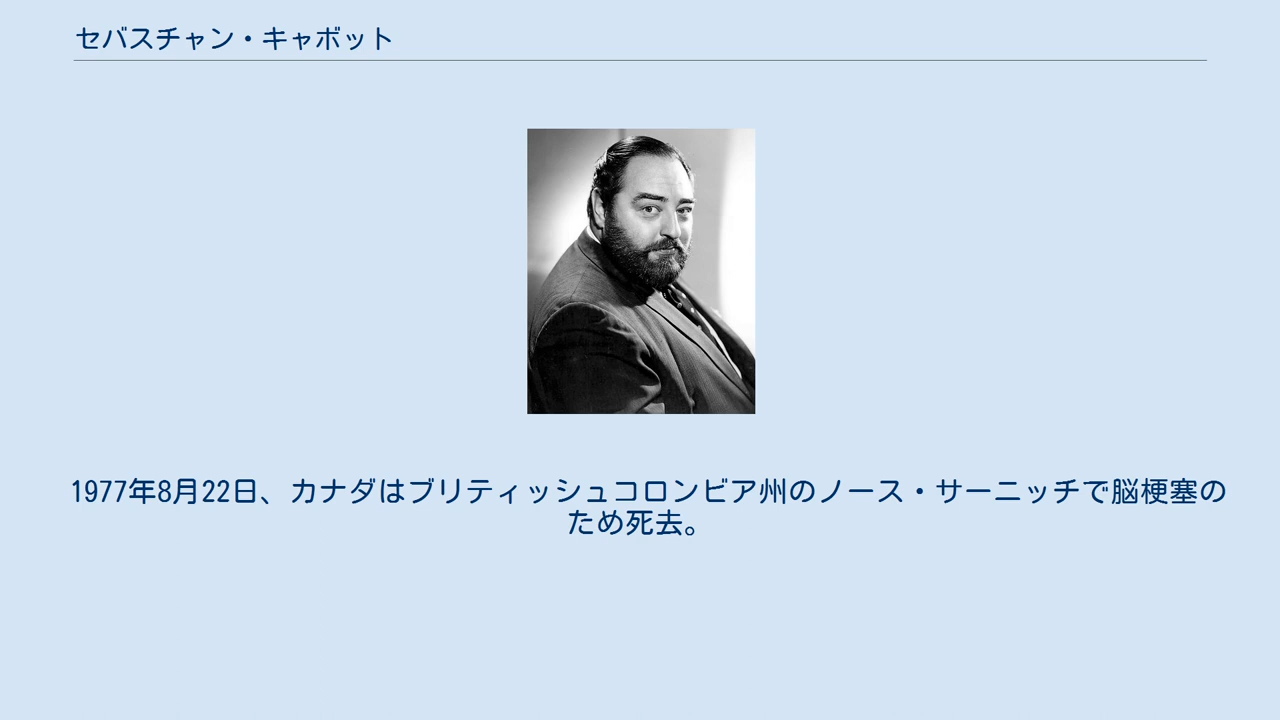 セバスチャン・キャボット
1977年8月22日、カナダはブリティッシュコロンビア州のノース・サーニッチで脳梗塞の
ため死去。